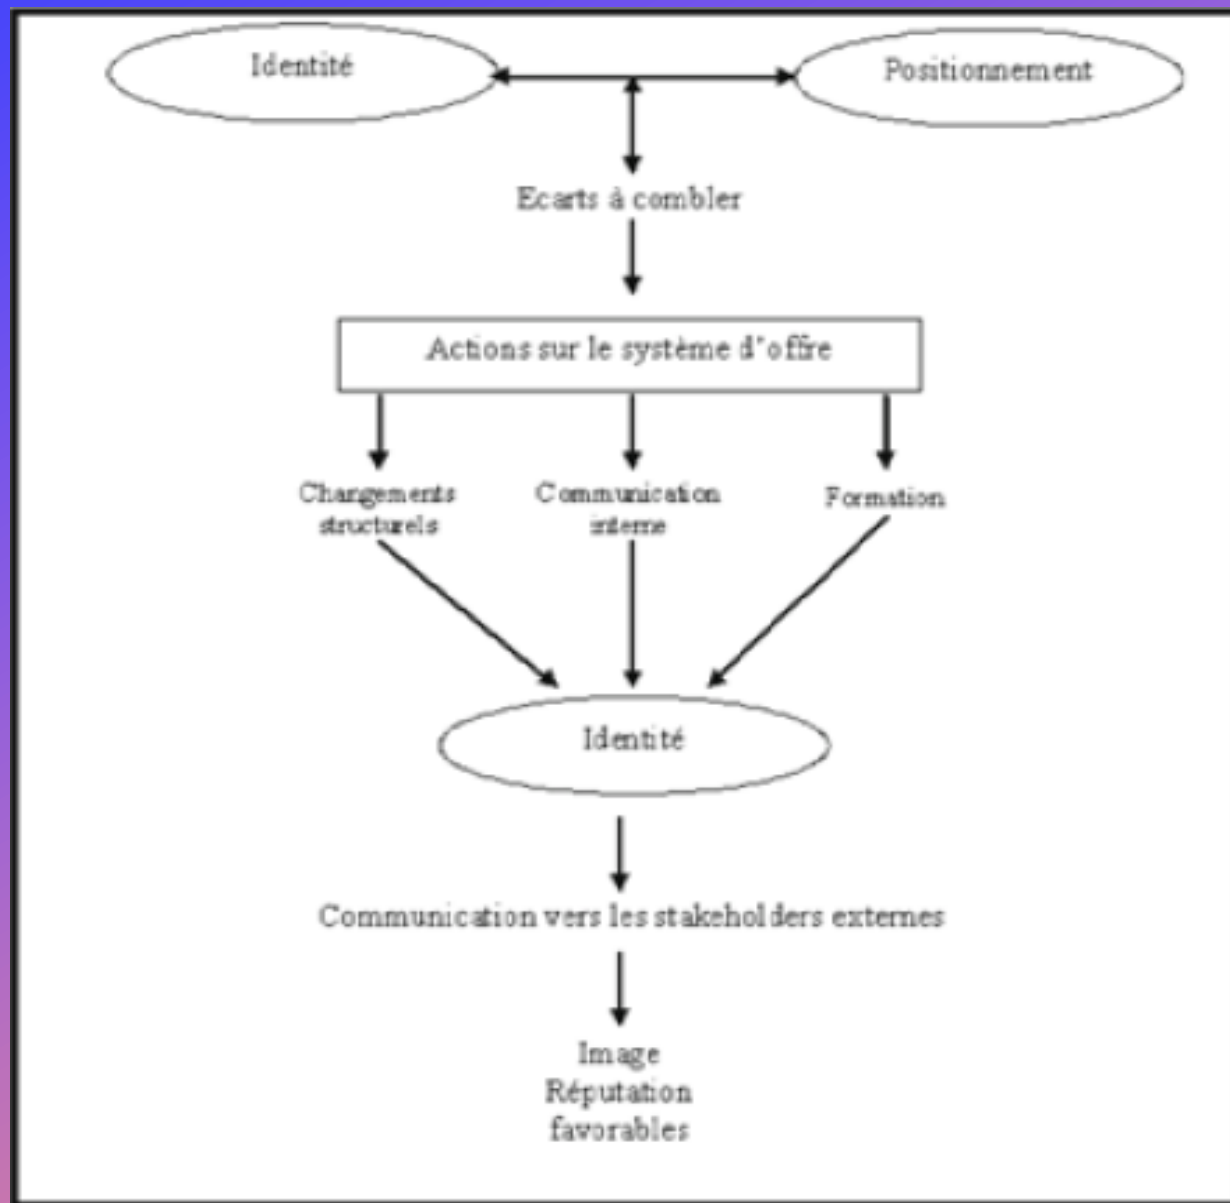 Identité
Positionnement
Ecarts à combler
Actions sur le système d'offre
Changements
structurels
Communication
interne
Formation
Identité
Communication vers les stakeholders externes
Image
Réputation
favorables